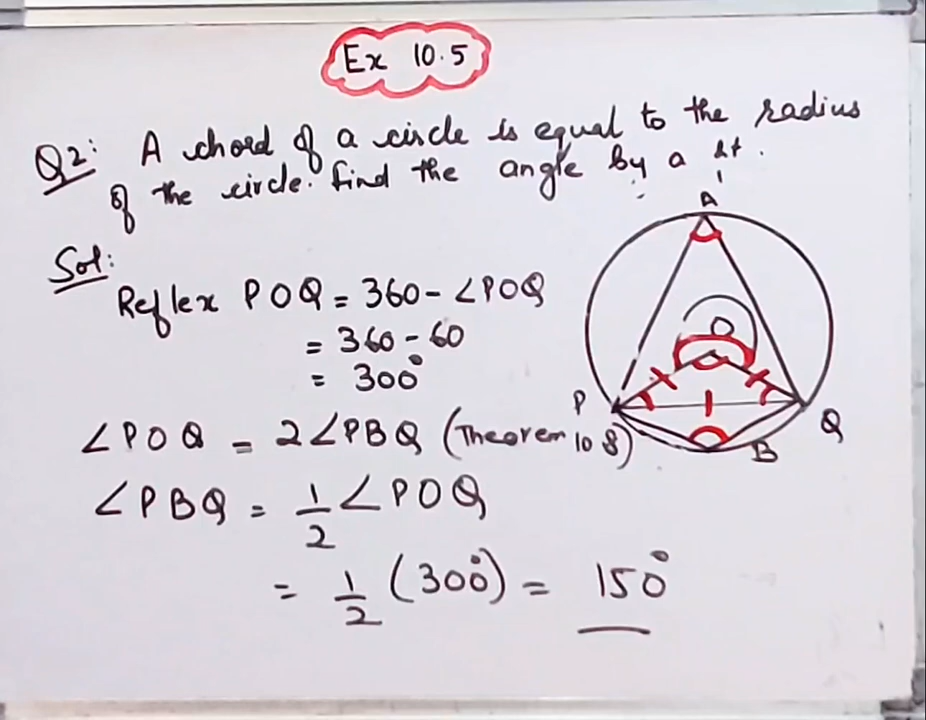 Ex 10.5
Q2: A chord of a circle is equal to the radius
of the circle. find the angle by a
Sol:
Reflex POQ = 360 - ∠POQ
= 360 - 60
= 300°
∠POQ = 2∠PBQ (Theorem 10 8)
∠PBQ = 1/2 ∠POQ
= 1/2 (300°) = 150°
A
O
P
Q
B